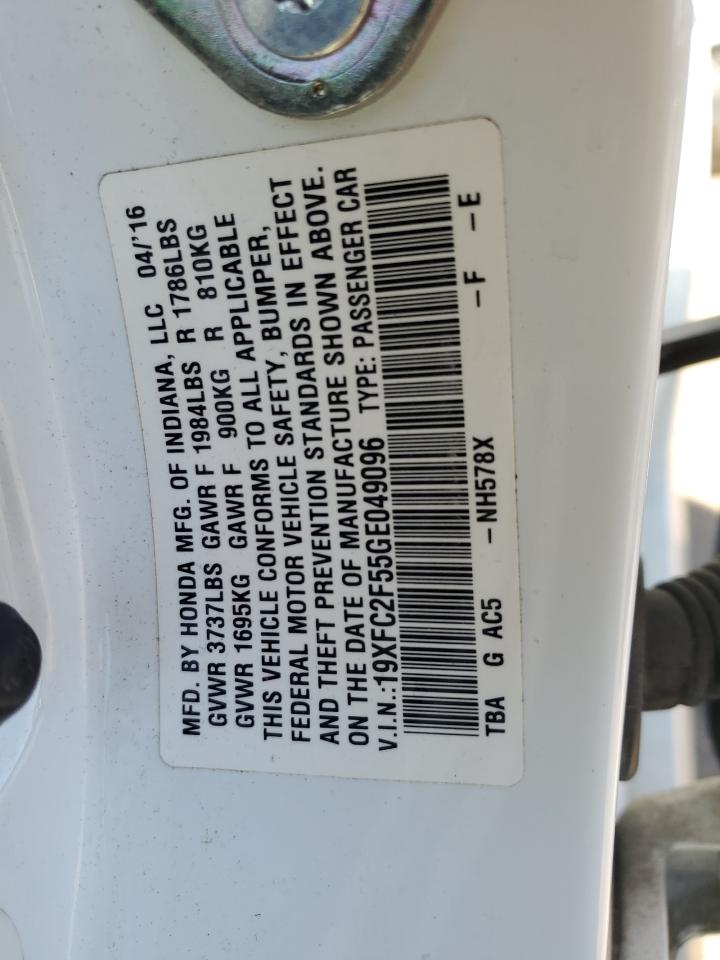 MFD. BY HONDA MFG. OF INDIANA, LLC 04/'16
GVWR 3737LBS GAWR F 1984LBS R 1786LBS
GVWR 1695KG GAWR F 900KG R 810KG
THIS VEHICLE CONFORMS TO ALL APPLICABLE
FEDERAL MOTOR VEHICLE SAFETY, BUMPER,
AND THEFT PREVENTION STANDARDS IN EFFECT
ON THE DATE OF MANUFACTURE SHOWN ABOVE.
V.I.N.:19XFC2F55GE049096 TYPE: PASSENGER CAR
TBA G AC5 -NH578X -F -E